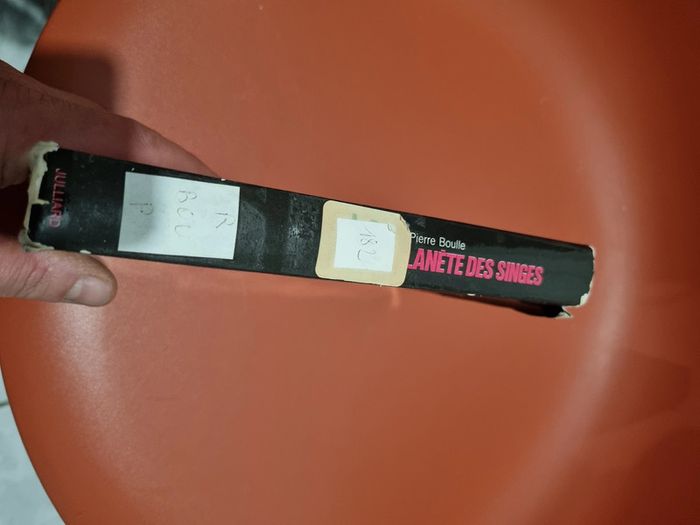 Pierre Boulle
LANÈTE DES SINGES
182
R
BOU
P
JULLIARD